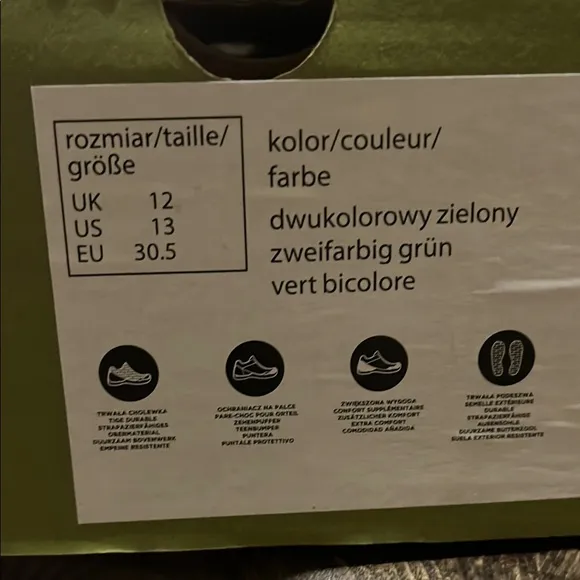 rozmiar/taille/
größe
UK 12
US 13
EU 30.5
kolor/couleur/
farbe
dwukolorowy zielony
zweifarbig grün
vert bicolore
TRWAŁA CHOLEWKA
TIGE DURABLE
STRAPAZIERFÄHIGES
OBERMATERIAL
DUURZAAM BOVENWERK
EMPEINE RESISTENTE
OCHRANIACZ NA PALCE
PARE-CHOC POUR ORTEIL
ZEHENPUFFER
TEENBUMPER
PUNTERA
PUNTALE PROTETTIVO
ZWIĘKSZONA WYGODA
CONFORT SUPPLÉMENTAIRE
ZUSÄTZLICHER KOMFORT
EXTRA COMFORT
COMODIDAD AÑADIDA
TRWAŁA PODESZWA
SEMELLE EXTÉRIEURE
DURABLE
STRAPAZIERFÄHIGE
AUßENSOHLE
DUURZAME BUITENZOOL
SUELA EXTERIOR RESISTENTE